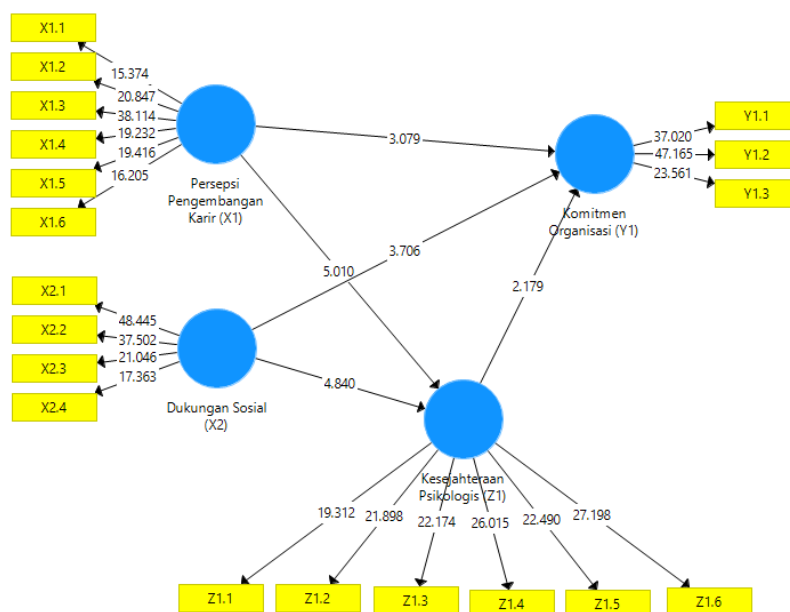 X1.1
X1.2
X1.3
X1.4
X1.5
X1.6
15.374
20.847
38.114
19.232
19.416
16.205
Persepsi
Pengembangan
Karir (X1)
3.079
37.020
47.165
23.561
Y1.1
Y1.2
Y1.3
Komitmen
Organisasi (Y1)
3.706
5.010
2.179
X2.1
X2.2
X2.3
X2.4
48.445
37.502
21.046
17.363
Dukungan Sosial
(X2)
4.840
Kesejahteraan
Psikologis (Z1)
19.312
21.898
22.174
26.015
22.490
27.198
Z1.1
Z1.2
Z1.3
Z1.4
Z1.5
Z1.6